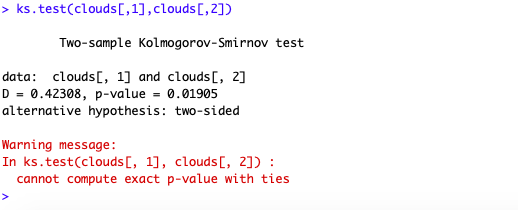 > ks.test(clouds[,1],clouds[,2])
Two-sample Kolmogorov-Smirnov test
data:  clouds[, 1] and clouds[, 2]
D = 0.42308, p-value = 0.01905
alternative hypothesis: two-sided
Warning message:
In ks.test(clouds[, 1], clouds[, 2]) :
cannot compute exact p-value with ties
>